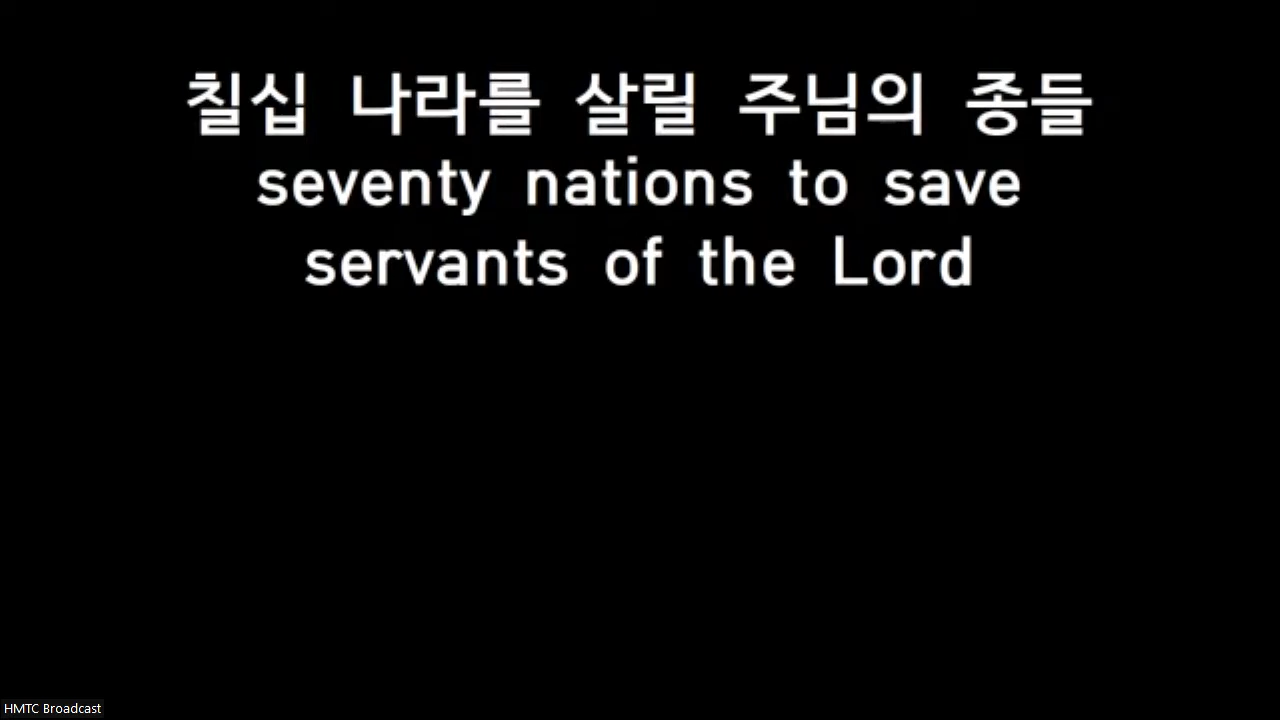 칠십 나라를 살릴 주님의 종들
seventy nations to save
servants of the Lord
HMTC Broadcast